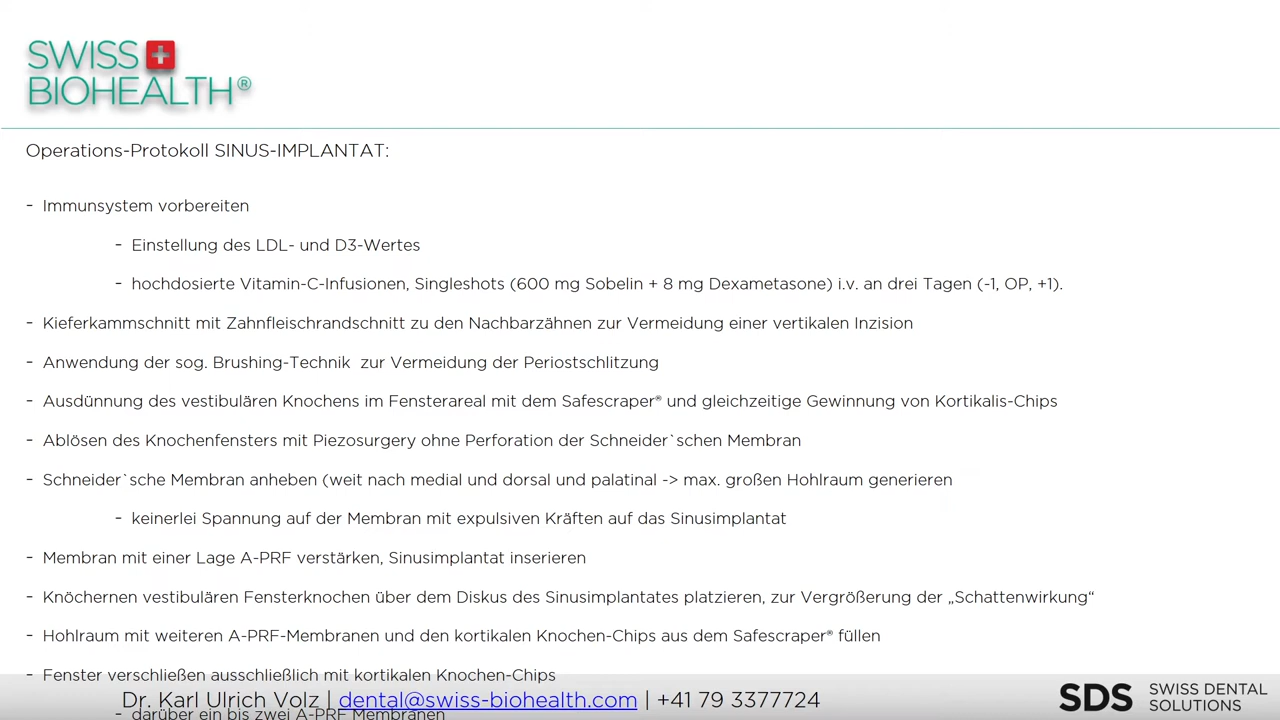 SWISS
BIOHEALTH®
Operations-Protokoll SINUS-IMPLANTAT:
- Immunsystem vorbereiten
- Einstellung des LDL- und D3-Wertes
- hochdosierte Vitamin-C-Infusionen, Singleshots (600 mg Sobelin + 8 mg Dexametasone) i.v. an drei Tagen (-1, OP, +1).
- Kieferkammschnitt mit Zahnfleischrandschnitt zu den Nachbarzähnen zur Vermeidung einer vertikalen Inzision
- Anwendung der sog. Brushing-Technik  zur Vermeidung der Periostschlitzung
- Ausdünnung des vestibulären Knochens im Fensterareal mit dem Safescraper® und gleichzeitige Gewinnung von Kortikalis-Chips
- Ablösen des Knochenfensters mit Piezosurgery ohne Perforation der Schneider`schen Membran
- Schneider`sche Membran anheben (weit nach medial und dorsal und palatinal -> max. großen Hohlraum generieren
- keinerlei Spannung auf der Membran mit expulsiven Kräften auf das Sinusimplantat
- Membran mit einer Lage A-PRF verstärken, Sinusimplantat inserieren
- Knöchernen vestibulären Fensterknochen über dem Diskus des Sinusimplantates platzieren, zur Vergrößerung der „Schattenwirkung“
- Hohlraum mit weiteren A-PRF-Membranen und den kortikalen Knochen-Chips aus dem Safescraper® füllen
- Fenster verschließen ausschließlich mit kortikalen Knochen-Chips
- darüber ein bis zwei A-PRF Membranen
Dr. Karl Ulrich Volz | dental@swiss-biohealth.com | +41 79 3377724
SDS SWISS DENTAL
SOLUTIONS